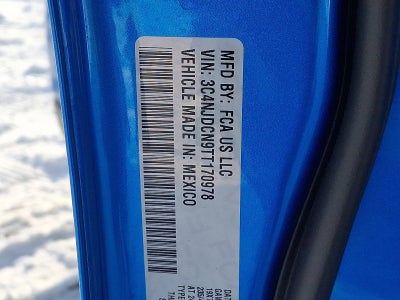 MFD BY: FCA US LLC
VIN: 3C4NJDCN9TT170978
VEHICLE MADE IN: MEXICO